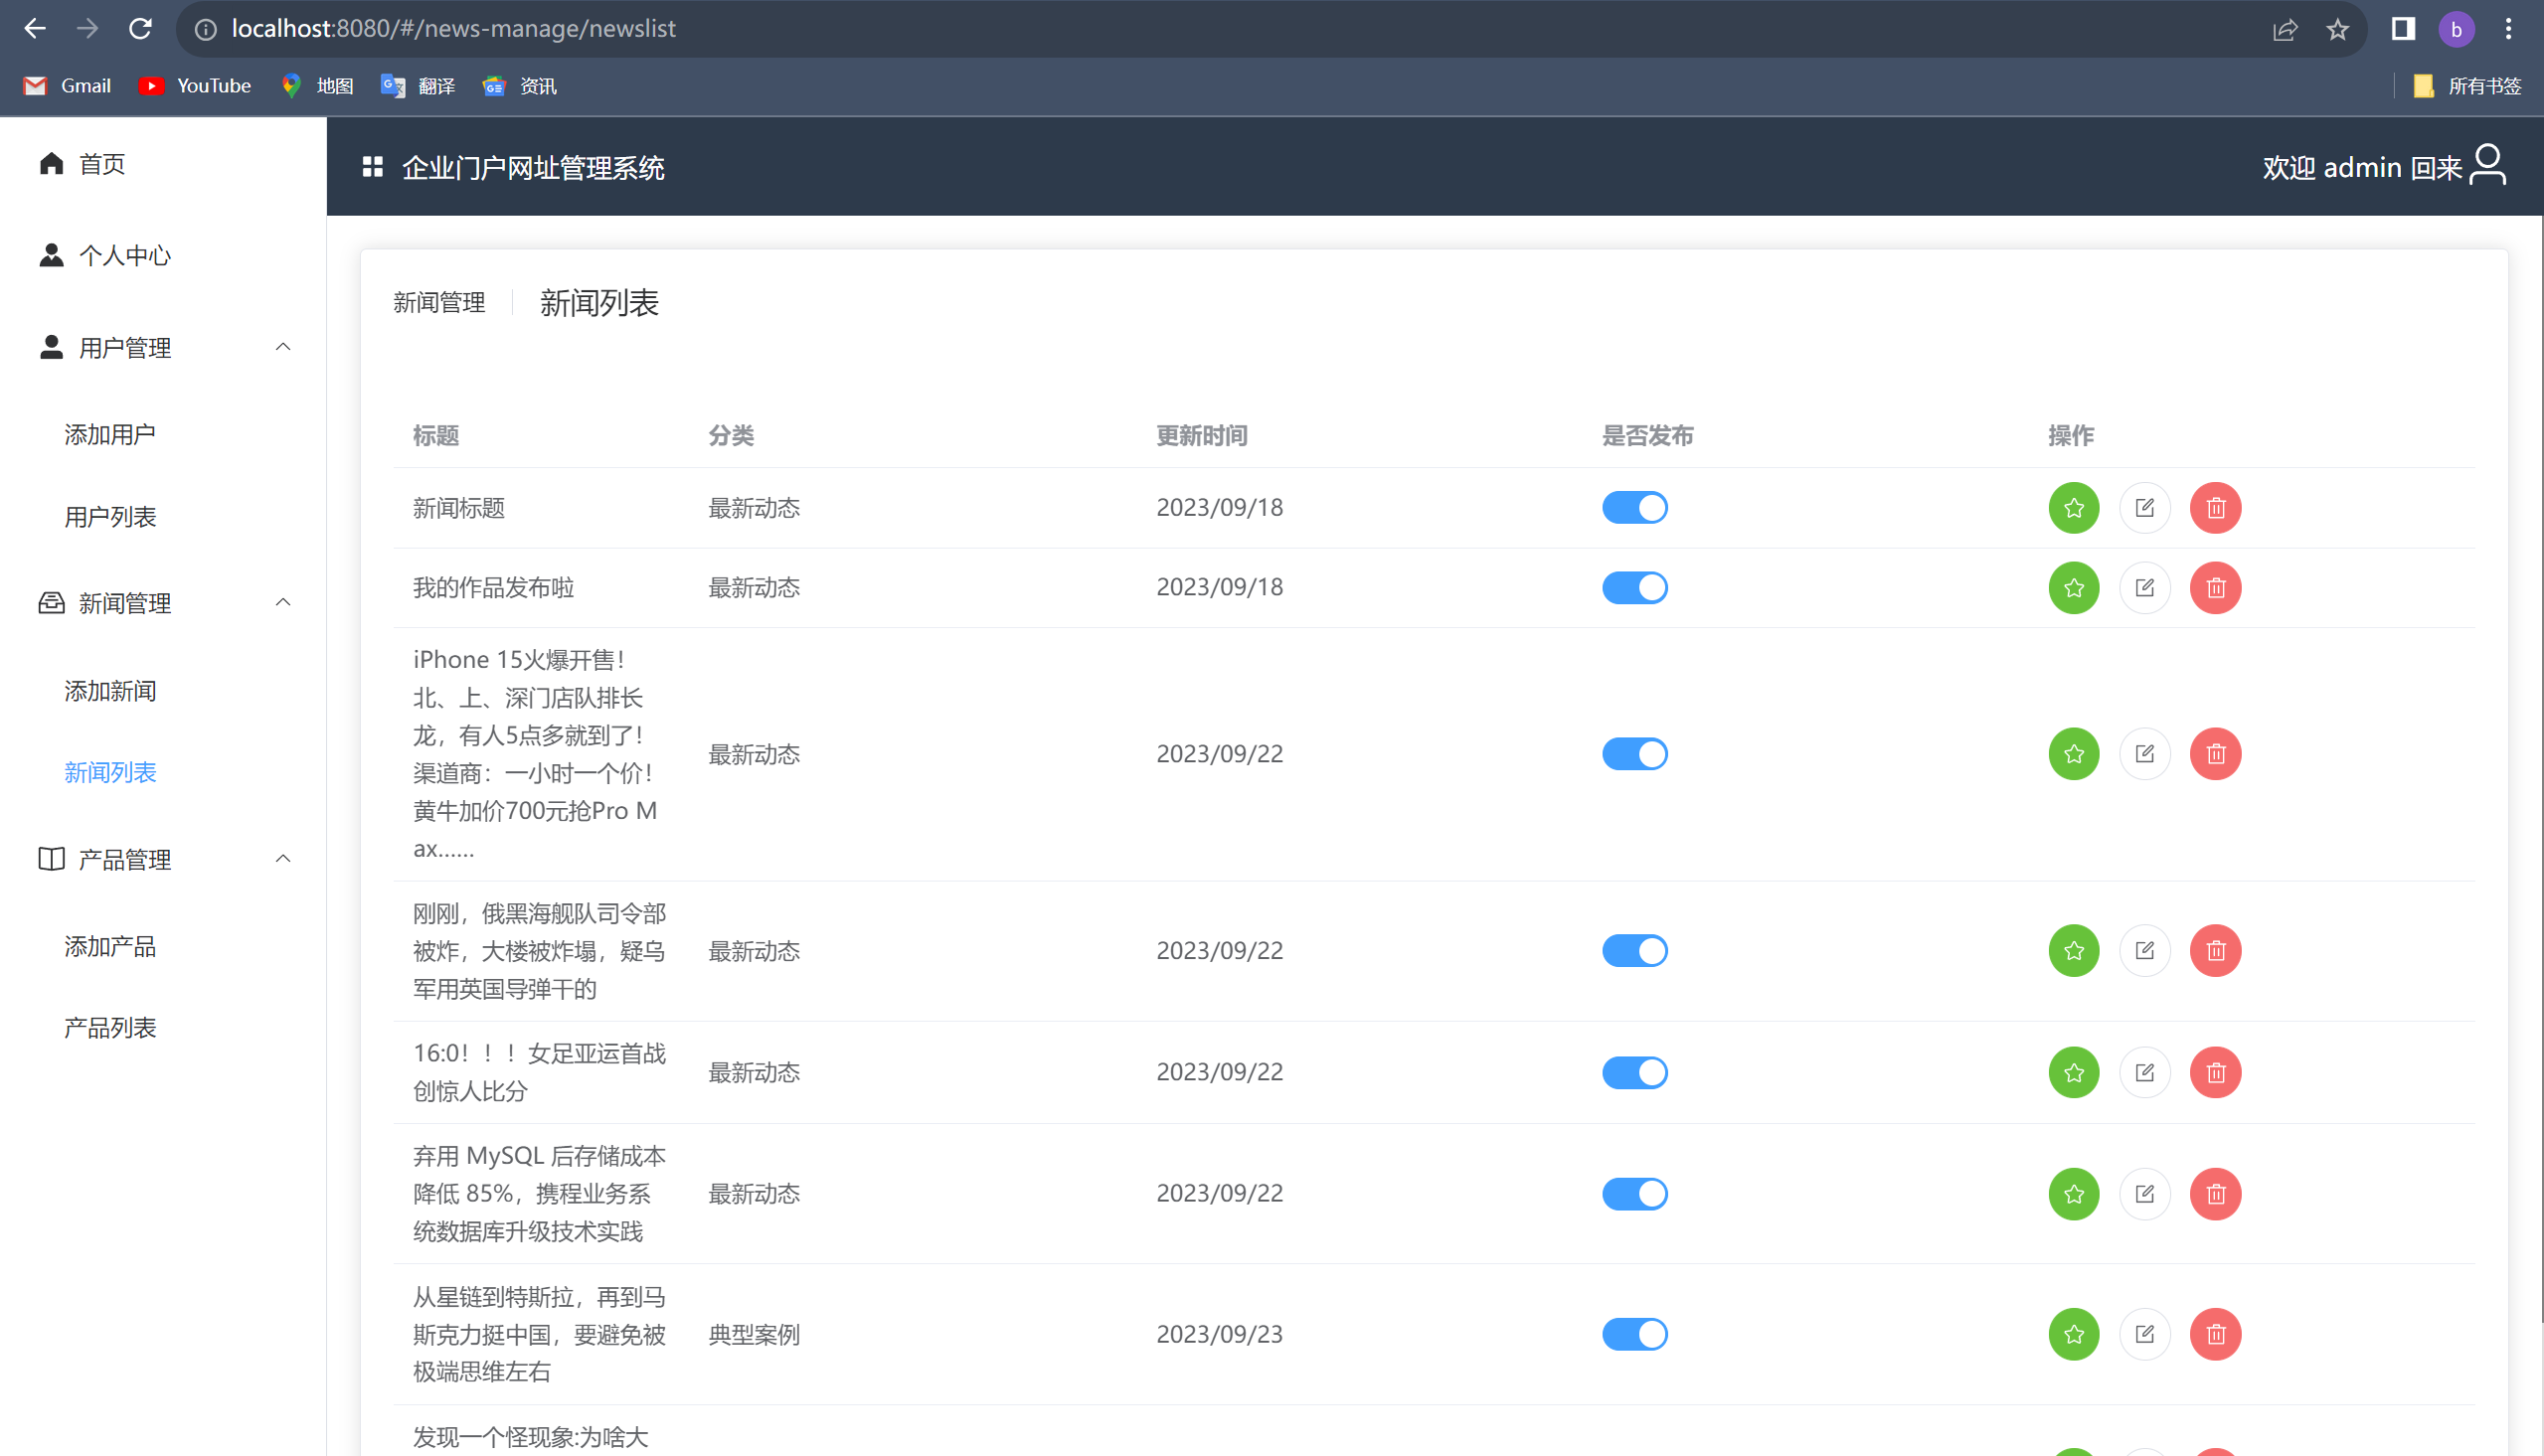 localhost:8080/#/news-manage/newslist
b
Gmail
YouTube
地图
翻译
资讯
所有书签
首页
个人中心
用户管理
添加用户
用户列表
新闻管理
添加新闻
新闻列表
产品管理
添加产品
产品列表
企业门户网址管理系统
欢迎 admin 回来
新闻管理
新闻列表
标题 分类 更新时间 是否发布 操作
新闻标题 最新动态 2023/09/18
我的作品发布啦 最新动态 2023/09/18
iPhone 15火爆开售！
北、上、深门店队排长
龙，有人5点多就到了！
渠道商：一小时一个价！
黄牛加价700元抢Pro M
ax……
最新动态 2023/09/22
刚刚，俄黑海舰队司令部
被炸，大楼被炸塌，疑乌
军用英国导弹干的
最新动态 2023/09/22
16:0！！！女足亚运首战
创惊人比分
最新动态 2023/09/22
弃用 MySQL 后存储成本
降低 85%，携程业务系
统数据库升级技术实践
最新动态 2023/09/22
从星链到特斯拉，再到马
斯克力挺中国，要避免被
极端思维左右
典型案例 2023/09/23
发现一个怪现象:为啥大